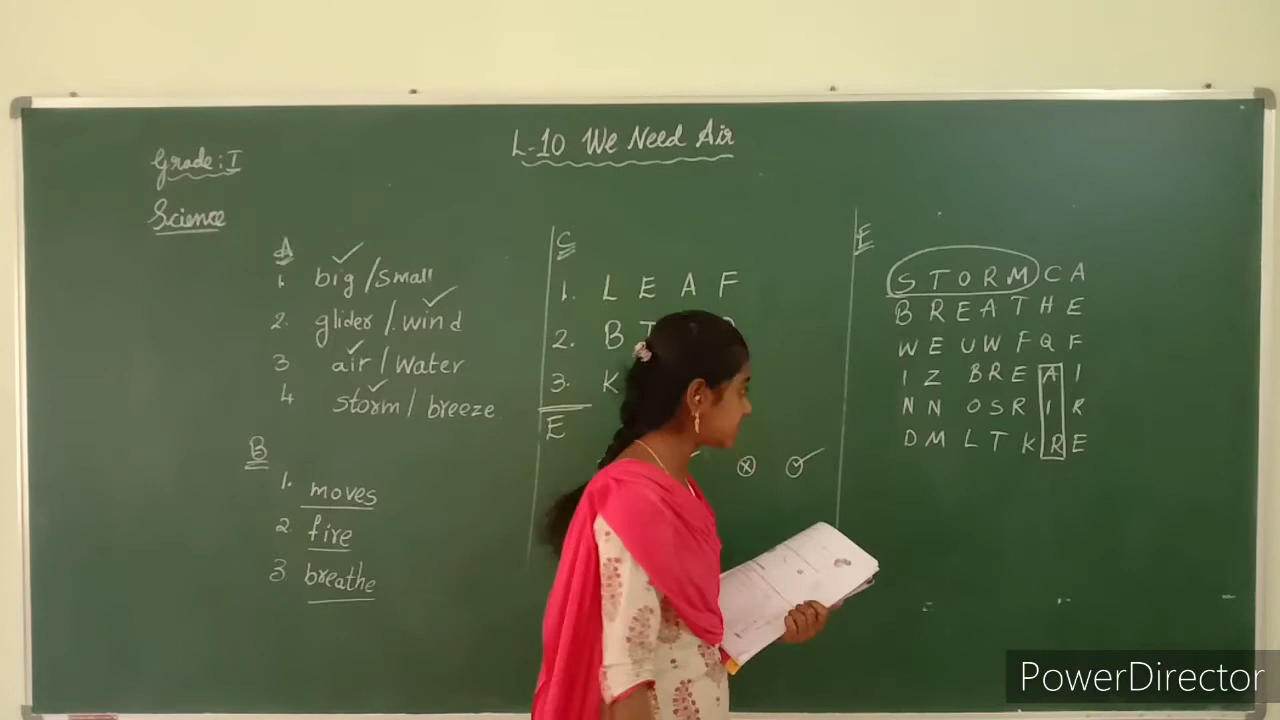 L-10 We Need Air
Grade: I
Science
A
1. big/small
2. glider/wind
3 air/water
4 storm/breeze
B
1. moves
2. fire
3 breathe
C
1. L E A F
2. B
3. K
E
F
S T O R M C A
B R E A T H E
W E U W F Q F
I Z B R E A I
N N O S R I R
D M L T K R E
PowerDirector